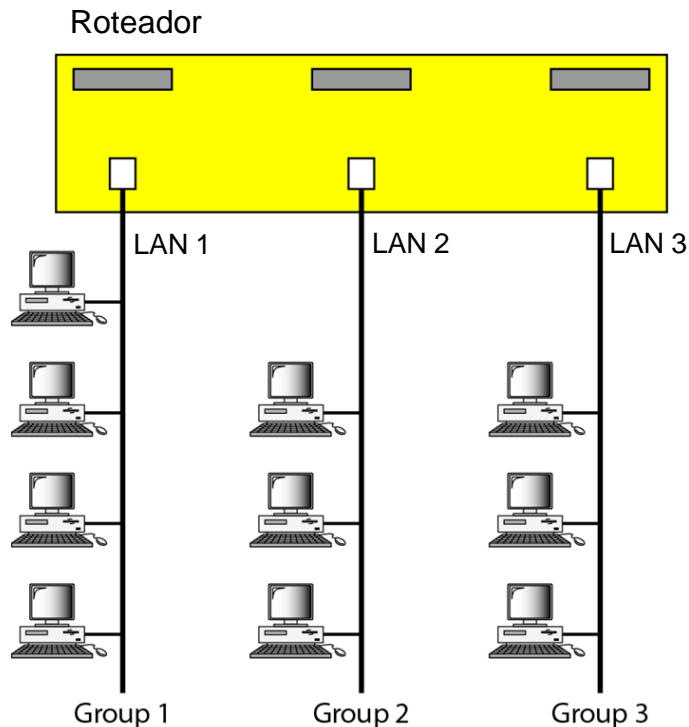 Roteador
LAN 1
LAN 2
LAN 3
Group 1
Group 2
Group 3